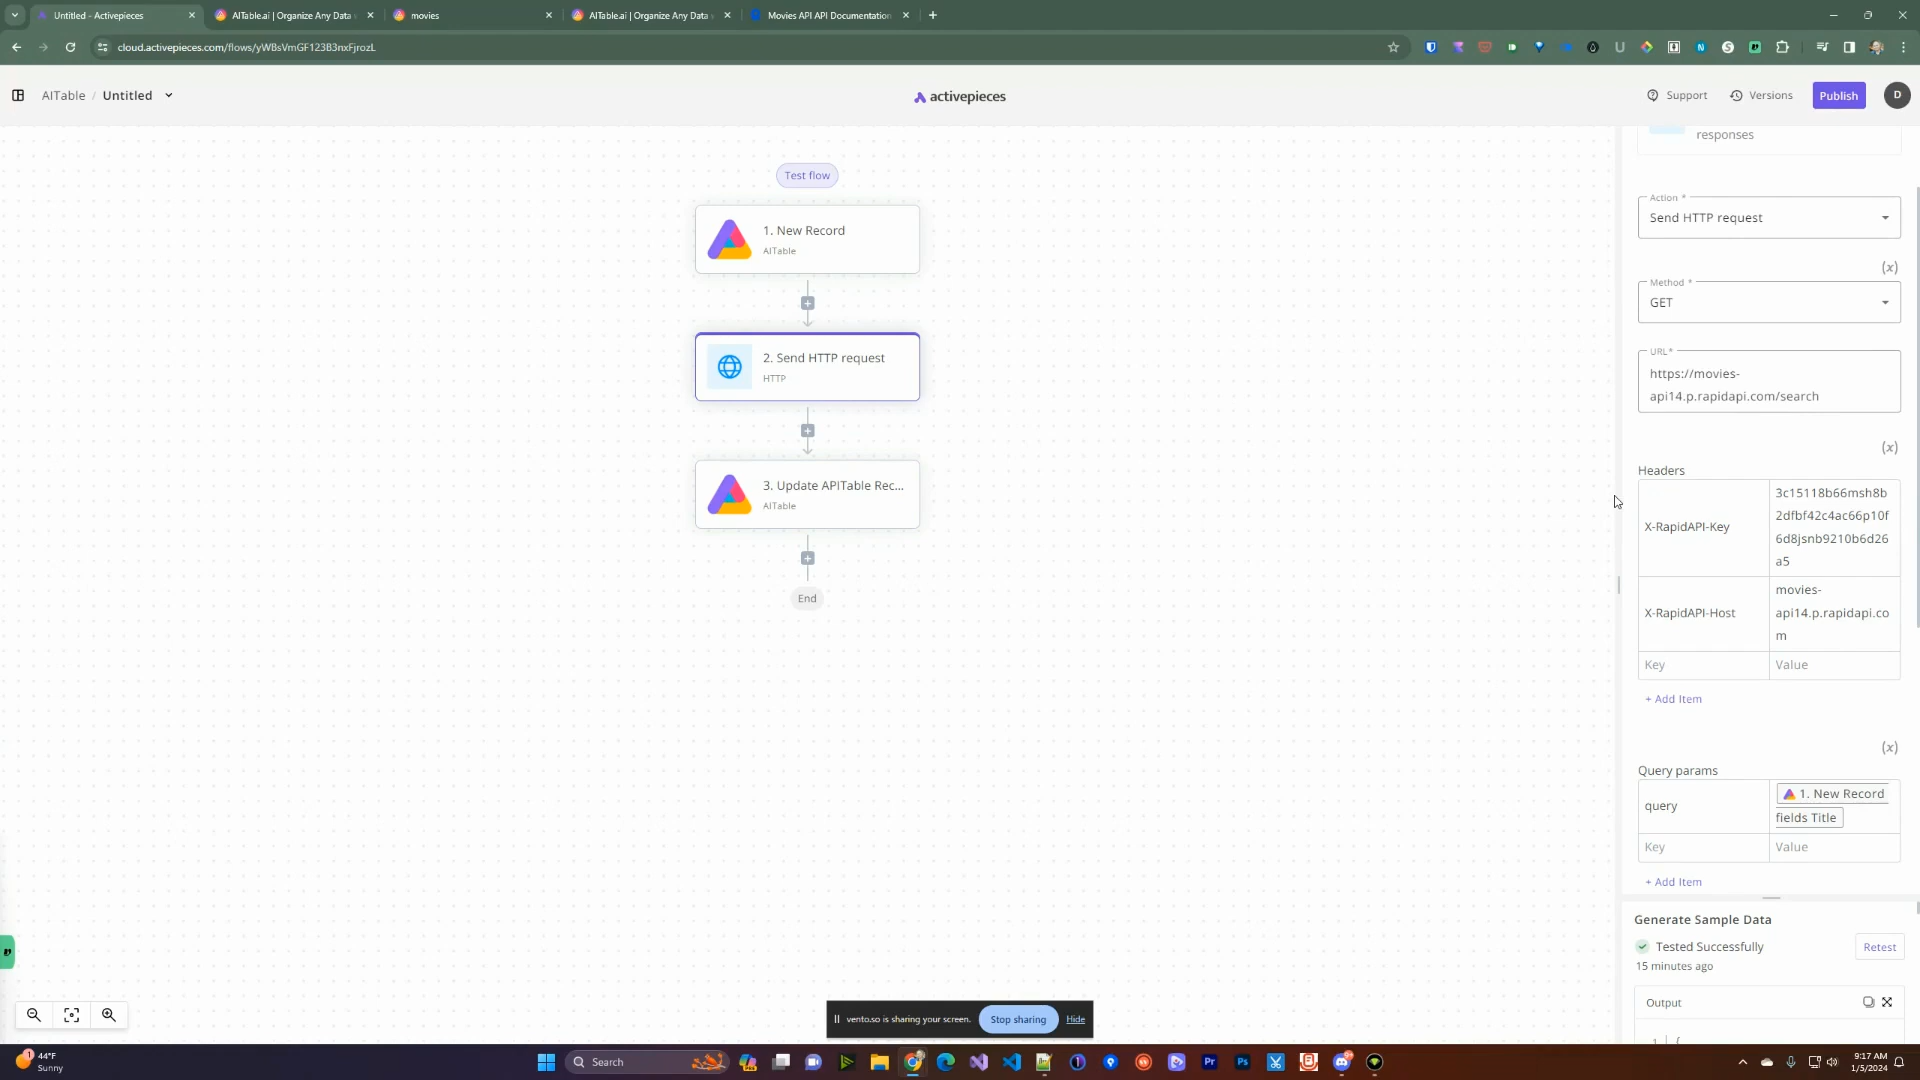 Untitled - Activepieces
AITable.ai | Organize Any Data
movies
AITable.ai | Organize Any Data
Movies API API Documentation
cloud.activepieces.com/flows/yWBsVmGF123B3nxFjrozL
AITable / Untitled
activepieces
Support
Versions
Publish
D
Test flow
1. New Record
AITable
2. Send HTTP request
HTTP
3. Update APITable Rec...
AITable
End
responses
Action *
Send HTTP request
(x)
Method *
GET
URL*
https://movies-
api14.p.rapidapi.com/search
(x)
Headers
X-RapidAPI-Key
3c15118b66msh8b
2dfbf42c4ac66p10f
6d8jsnb9210b6d26
a5
X-RapidAPI-Host
movies-
api14.p.rapidapi.co
m
Key
Value
+ Add Item
(x)
Query params
query
1. New Record
fields Title
Key
Value
+ Add Item
Generate Sample Data
Tested Successfully
Retest
15 minutes ago
Output
1
{
vento.so is sharing your screen.
Stop sharing
Hide
44°F
Sunny
Search
9:17 AM
1/5/2024